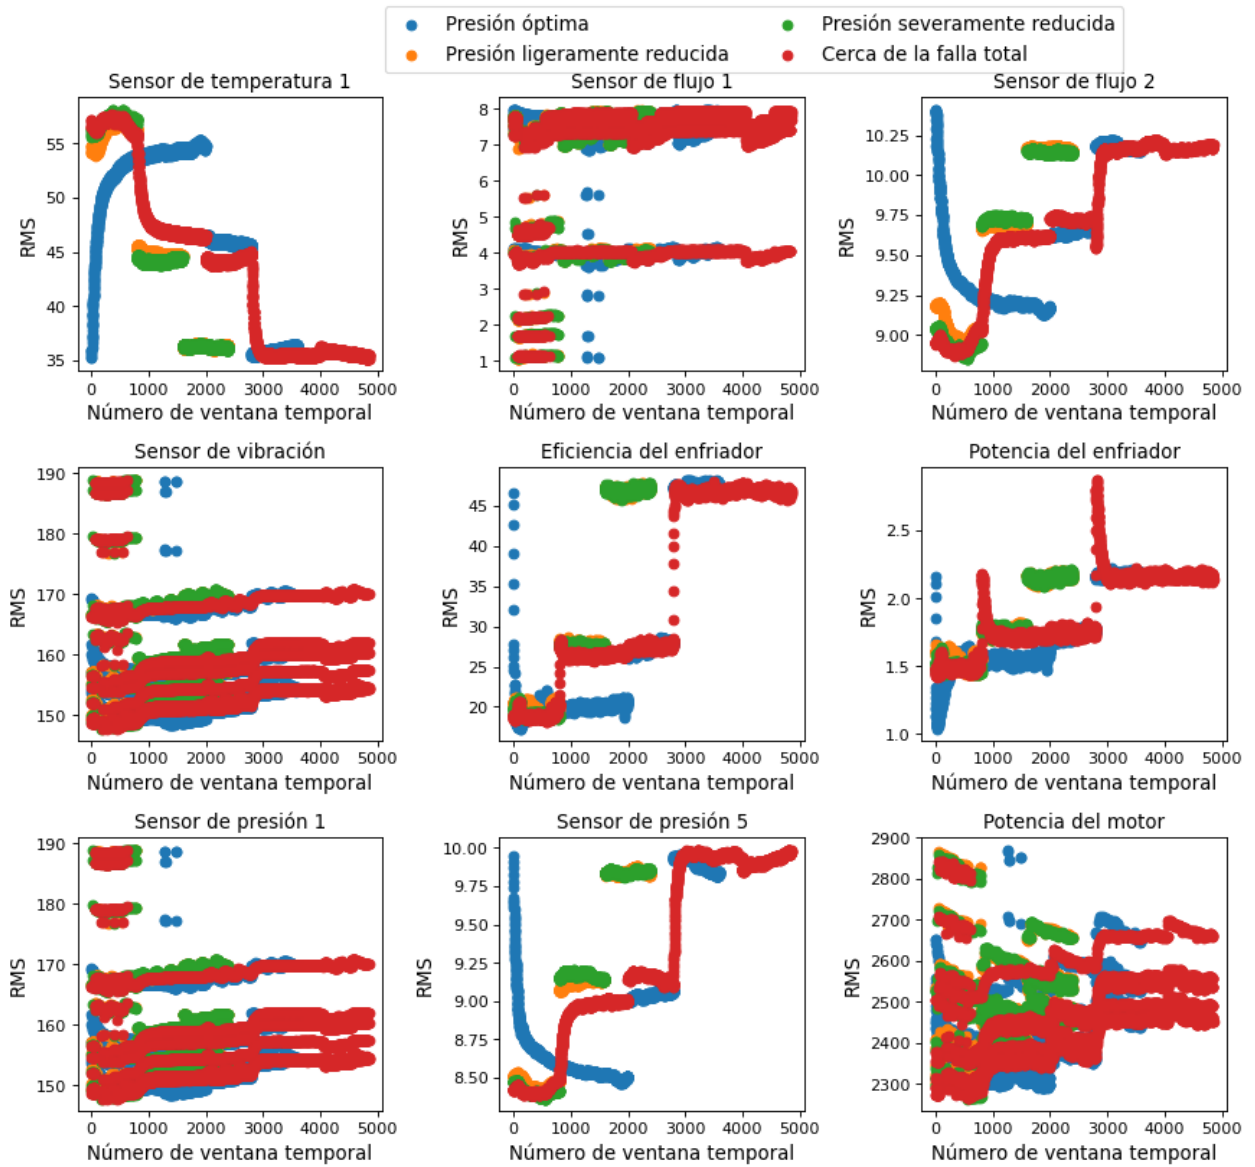 Presión óptima
Presión severamente reducida
Presión ligeramente reducida
Cerca de la falla total
Sensor de temperatura 1
Sensor de flujo 1
Sensor de flujo 2
RMS
55
50
45
40
35
0 1000 2000 3000 4000 5000
Número de ventana temporal
RMS
8
7
6
5
4
3
2
1
0 1000 2000 3000 4000 5000
Número de ventana temporal
RMS
10.25
10.00
9.75
9.50
9.25
9.00
0 1000 2000 3000 4000 5000
Número de ventana temporal
Sensor de vibración
Eficiencia del enfriador
Potencia del enfriador
RMS
190
180
170
160
150
0 1000 2000 3000 4000 5000
Número de ventana temporal
RMS
45
40
35
30
25
20
0 1000 2000 3000 4000 5000
Número de ventana temporal
RMS
2.5
2.0
1.5
1.0
0 1000 2000 3000 4000 5000
Número de ventana temporal
Sensor de presión 1
Sensor de presión 5
Potencia del motor
RMS
190
180
170
160
150
0 1000 2000 3000 4000 5000
Número de ventana temporal
RMS
10.00
9.75
9.50
9.25
9.00
8.75
8.50
0 1000 2000 3000 4000 5000
Número de ventana temporal
RMS
2900
2800
2700
2600
2500
2400
2300
0 1000 2000 3000 4000 5000
Número de ventana temporal